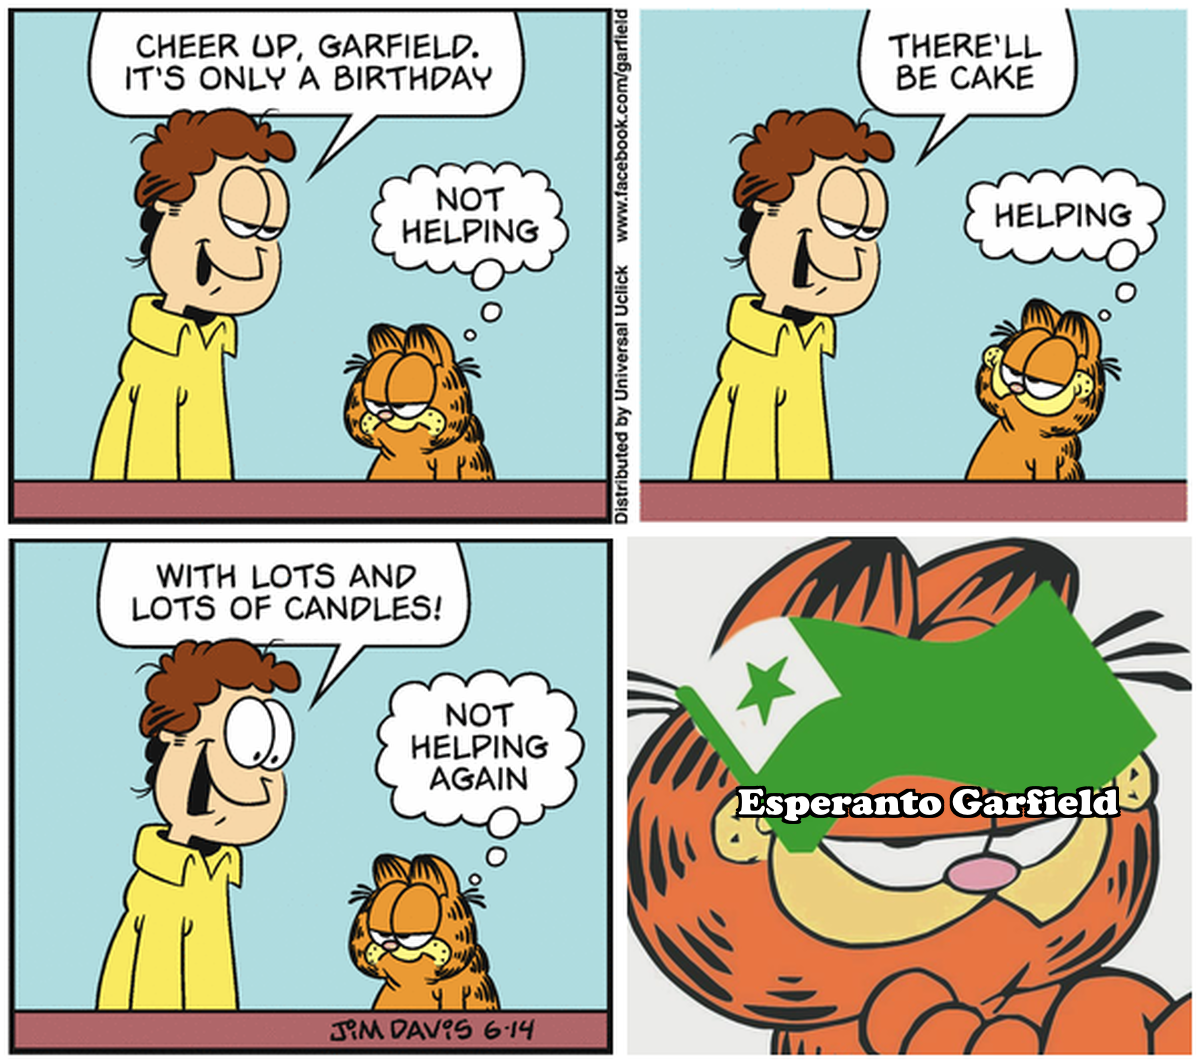 CHEER UP, GARFIELD.
IT'S ONLY A BIRTHDAY
NOT
HELPING
Distributed by Universal Uclick www.facebook.com/garfield
THERE'LL
BE CAKE
HELPING
WITH LOTS AND
LOTS OF CANDLES!
NOT
HELPING
AGAIN
JIM DAVIS 6-14
Esperanto Garfield